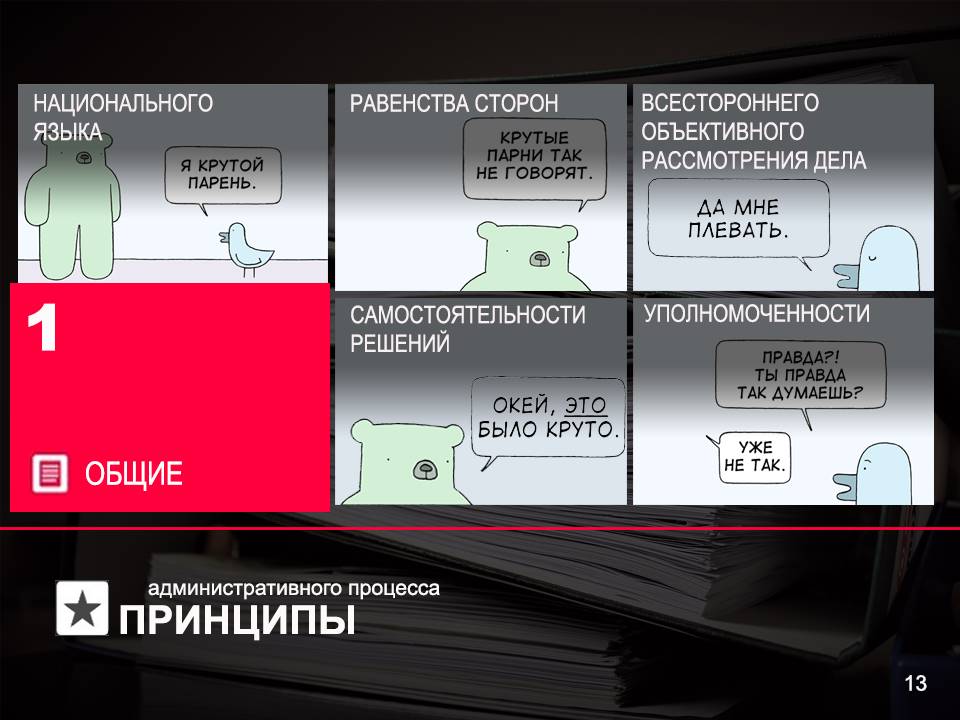 НАЦИОНАЛЬНОГО
ЯЗЫКА
Я КРУТОЙ
ПАРЕНЬ.
РАВЕНСТВА СТОРОН
КРУТЫЕ
ПАРНИ ТАК
НЕ ГОВОРЯТ.
ВСЕСТОРОННЕГО
ОБЪЕКТИВНОГО
РАССМОТРЕНИЯ ДЕЛА
ДА МНЕ
ПЛЕВАТЬ.
1
ОБЩИЕ
САМОСТОЯТЕЛЬНОСТИ
РЕШЕНИЙ
ОКЕЙ, ЭТО
БЫЛО КРУТО.
УПОЛНОМОЧЕННОСТИ
ПРАВДА?!
ТЫ ПРАВДА
ТАК ДУМАЕШЬ?
УЖЕ
НЕ ТАК.
административного процесса
ПРИНЦИПЫ
13